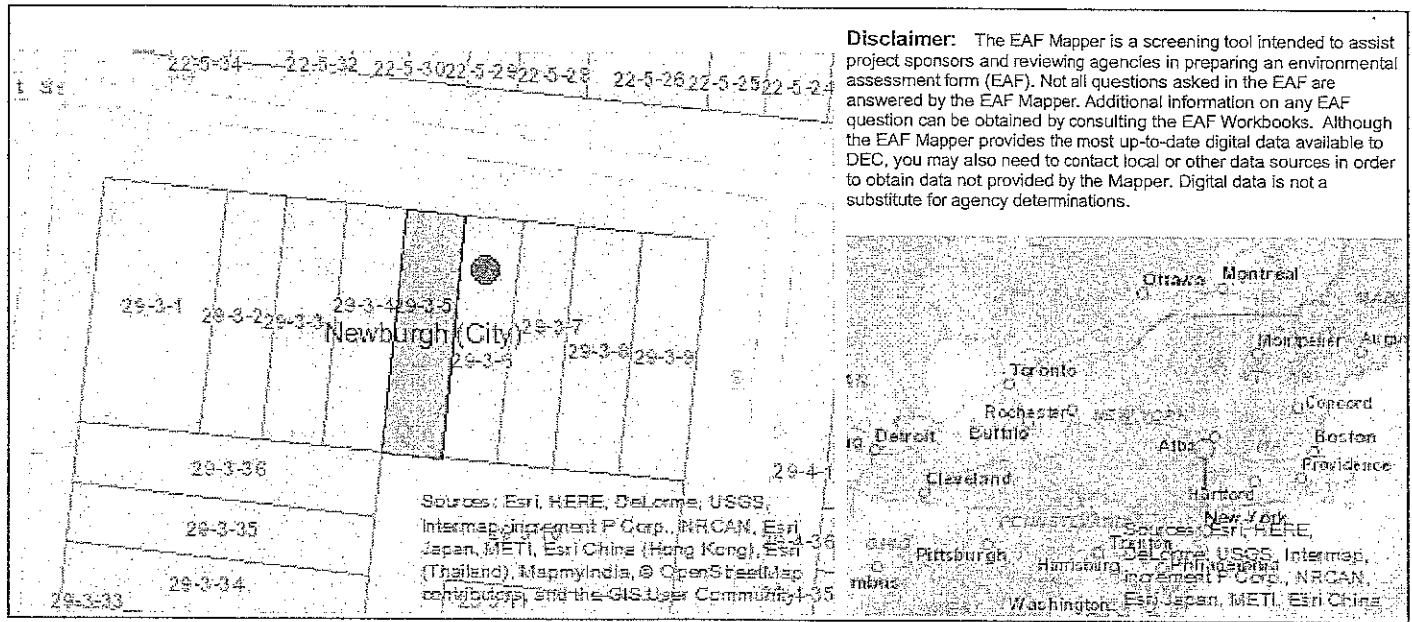 Disclaimer: The EAF Mapper is a screening tool intended to assist
project sponsors and reviewing agencies in preparing an environmental
assessment form (EAF). Not all questions asked in the EAF are
answered by the EAF Mapper. Additional information on any EAF
question can be obtained by consulting the EAF Workbooks. Although
the EAF Mapper provides the most up-to-date digital data available to
DEC, you may also need to contact local or other data sources in order
to obtain data not provided by the Mapper. Digital data is not a
substitute for agency determinations.
22-5-34 22-5-32 22-5-30 22-5-29 22-5-28 22-5-26 22-5-25 22-5-24
29-3-1 29-3-2 29-3-3 29-3-4 29-3-5
Newburgh (City)
29-3-6 29-3-7 29-3-8 29-3-9
29-3-36
29-4-1
29-3-35
29-3-34
29-3-33
Sources: Esri, HERE, DeLorme, USGS,
Intermap, increment P Corp., NRCAN, Esri
Japan, METI, Esri China (Hong Kong), Esri
(Thailand), MapmyIndia, © OpenStreetMap
contributors, and the GIS User Community
Ottawa Montreal
Montpelier
Toronto
Rochester NEW YORK Concord
Detroit Buffalo Boston
Cleveland Providence
Hartford
PENNSYLVANIA New York
Pittsburgh Harrisburg Trenton
Philadelphia
Washington
Sources: Esri, HERE,
DeLorme, USGS, Intermap,
increment P Corp., NRCAN,
Esri Japan, METI, Esri China